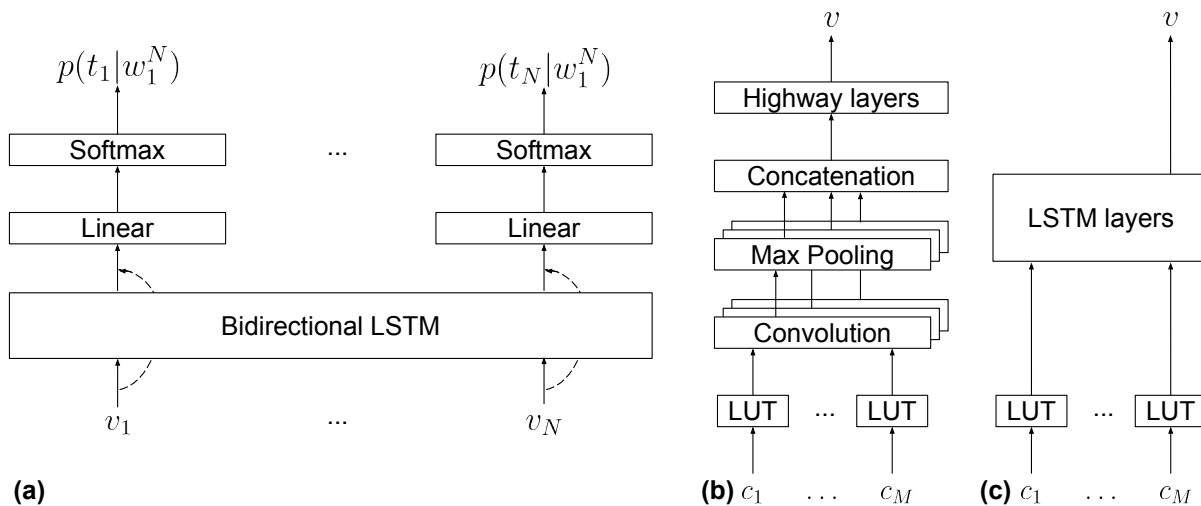 p(t_1|w_1^N) p(t_N|w_1^N)
Softmax ... Softmax
Linear Linear
Bidirectional LSTM
v_1 ... v_N
(a)
v
Highway layers
Concatenation
Max Pooling
Convolution
LUT ... LUT
(b) c_1 ... c_M
v
LSTM layers
LUT ... LUT
(c) c_1 ... c_M